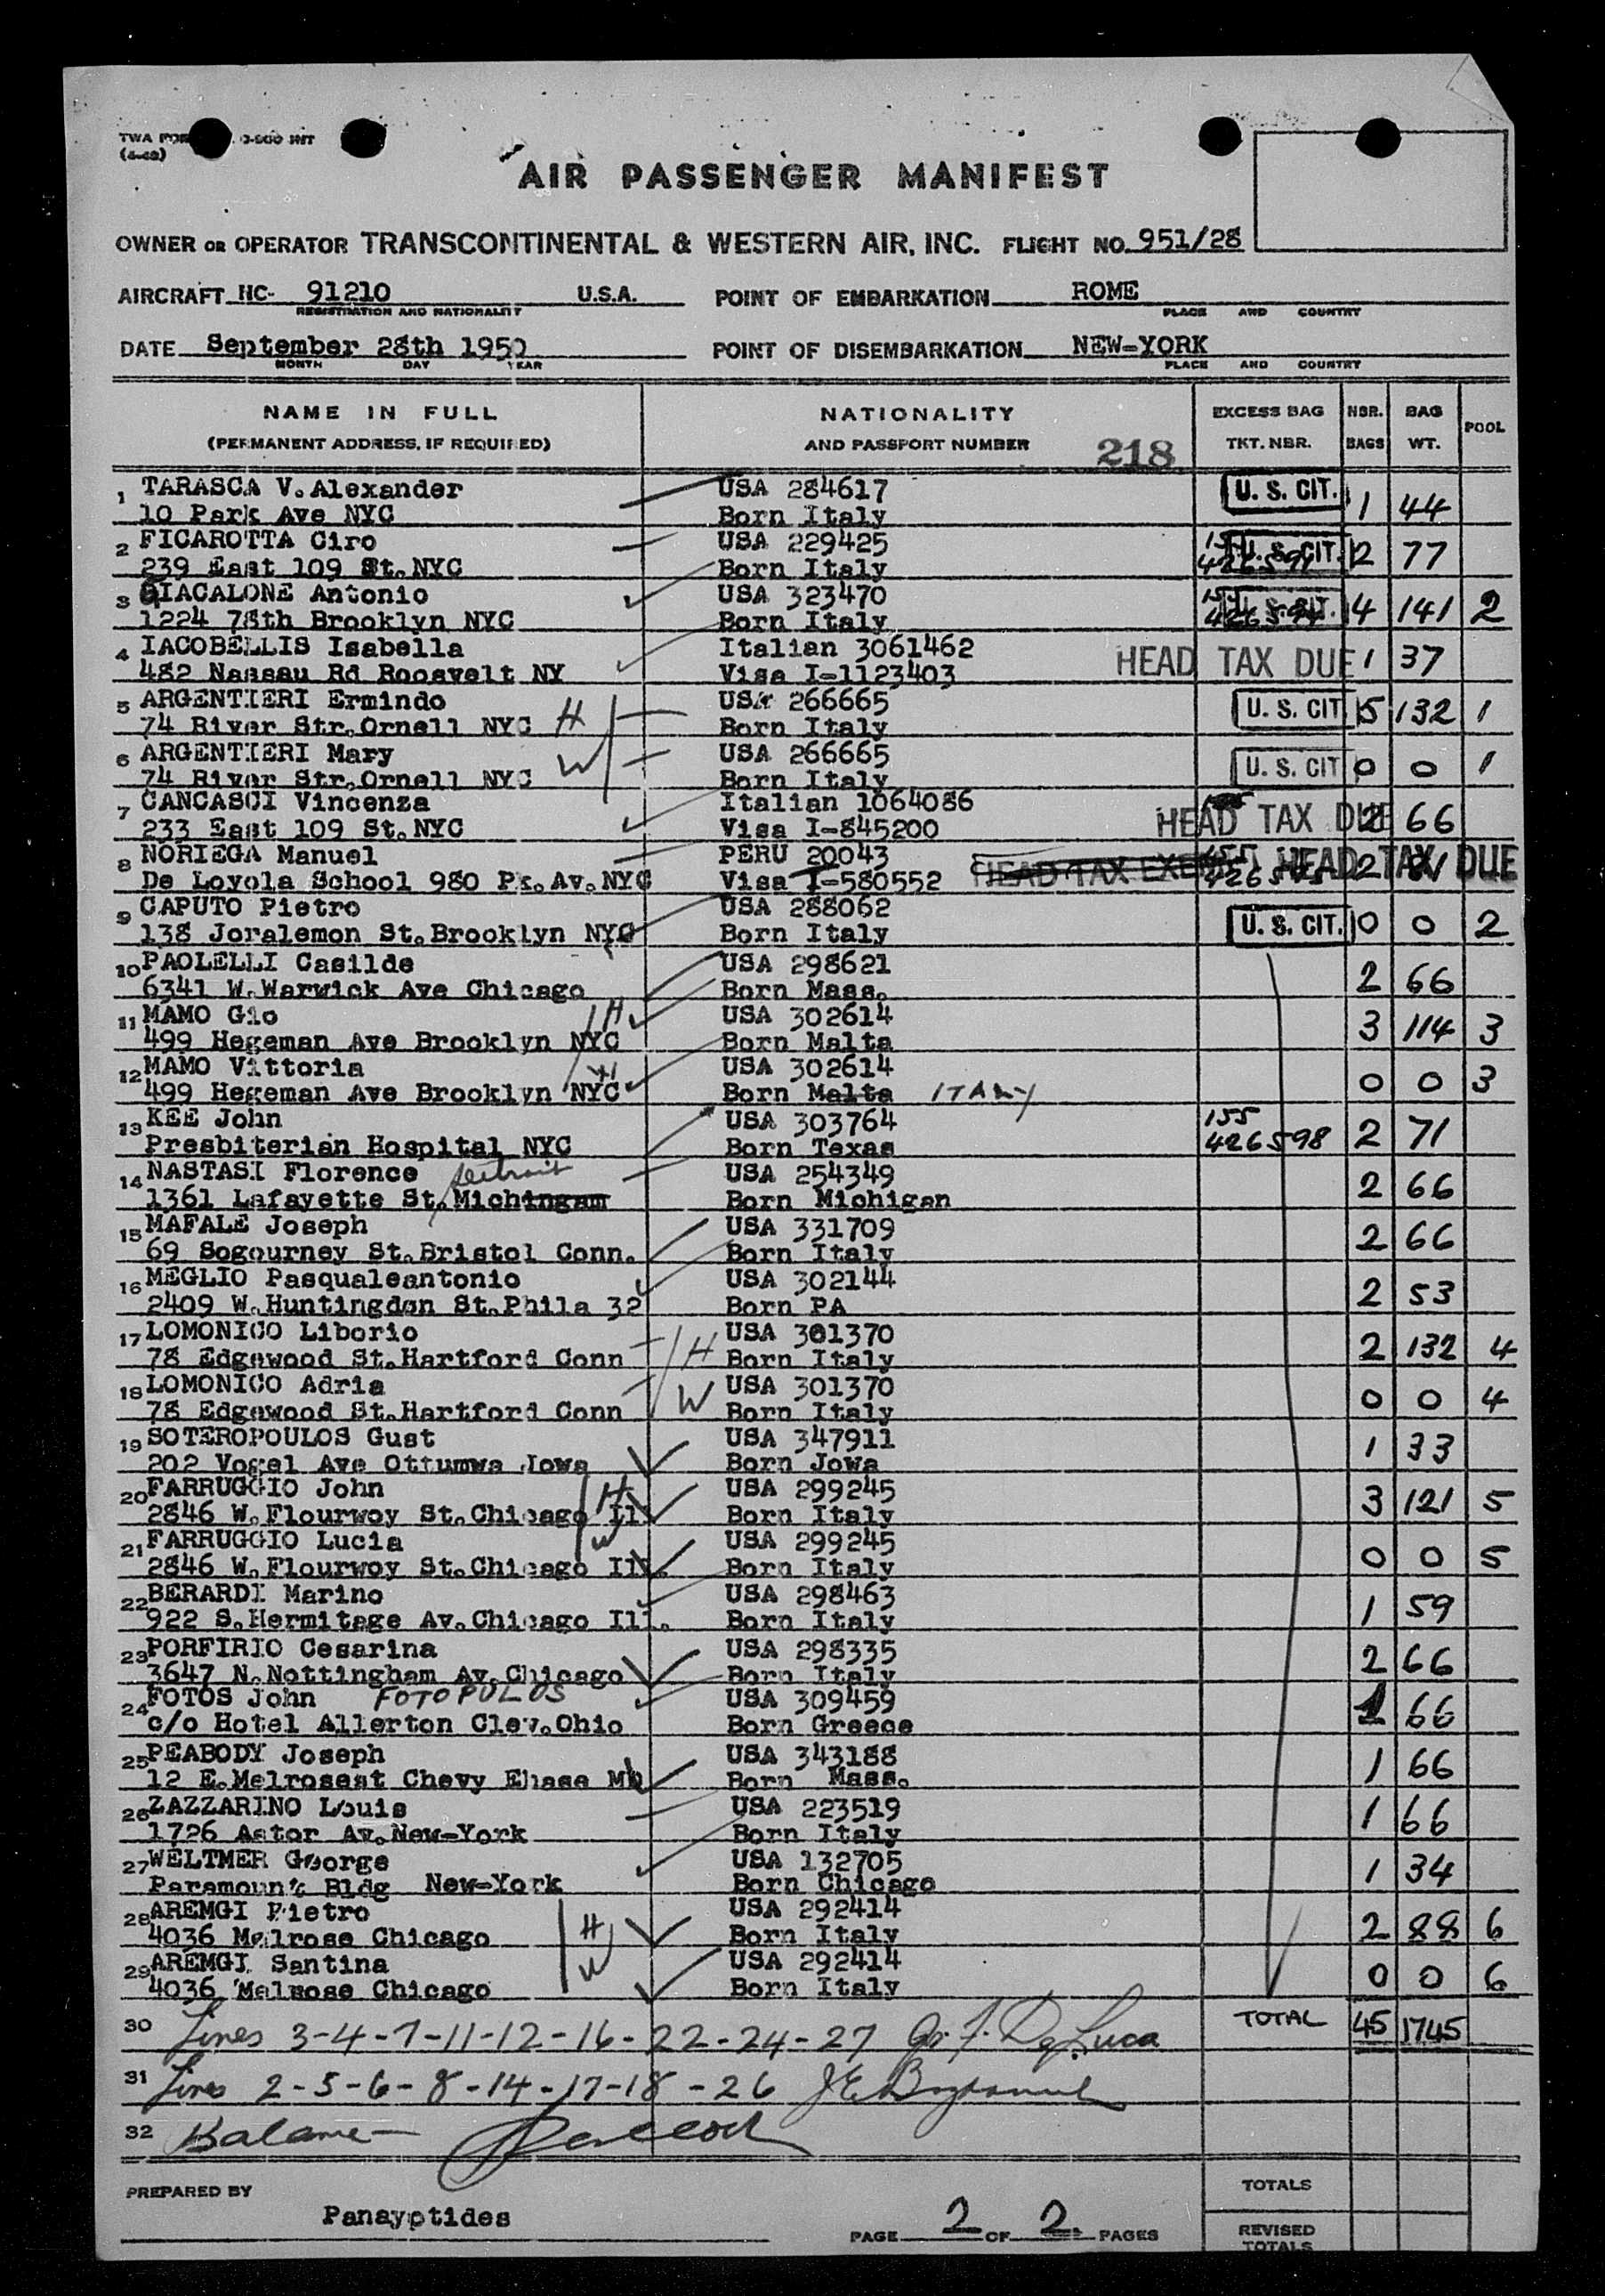 (4-48)
AIR PASSENGER MANIFEST
OWNER OR OPERATOR TRANSCONTINENTAL & WESTERN AIR, INC. FLIGHT NO. 951/28
AIRCRAFT NC- 91210 U.S.A. POINT OF EMBARKATION ROME
REGISTRATION AND NATIONALITY PLACE AND COUNTRY
DATE September 28th 1950 POINT OF DISEMBARKATION NEW-YORK
MONTH DAY YEAR PLACE AND COUNTRY
NAME IN FULL NATIONALITY EXCESS BAG NBR. BAG POOL
(PERMANENT ADDRESS, IF REQUIRED) AND PASSPORT NUMBER 218 TKT. NBR. BAGS WT.
1 TARASCA V. Alexander USA 284617 U. S. CIT. 1 44
10 Park Ave NYC Born Italy
2 FICAROTTA Ciro USA 229425 U. S. CIT. 2 77
239 East 109 St. NYC Born Italy
3 GIACALONE Antonio USA 323470 U. S. CIT. 4 141 2
1224 78th Brooklyn NYC Born Italy
4 IACOBELLIS Isabella Italian 3061462 HEAD TAX DUE 1 37
482 Nassau Rd Roosevelt NY Visa I-1123403
5 ARGENTIERI Ermindo H USA 266665 U. S. CIT 5 132 1
74 River Str. Ornell NYC Born Italy
6 ARGENTIERI Mary W USA 266665 U. S. CIT 0 0 1
74 River Str. Ornell NYC Born Italy
7 CANCASCI Vincenza Italian 1064086 HEAD TAX DUE 2 66
233 East 109 St. NYC Visa I-845200
8 NORIEGA Manuel PERU 20043 HEAD TAX DUE 2
De Loyola School 980 Pk. Av. NYC Visa I-580552 HEAD TAX
9 CAPUTO Pietro USA 288062 U. S. CIT. 0 0 2
138 Joralemon St. Brooklyn NYC Born Italy
10 PAOLELLI Casilde USA 298621 2 66
6341 W. Warwick Ave Chicago Born Mass.
11 MAMO Gio H USA 302614 3 114 3
499 Hegeman Ave Brooklyn NYC Born Malta
12 MAMO Vittoria W USA 302614 0 0 3
499 Hegeman Ave Brooklyn NYC Born Malta ITALY
13 KEE John USA 303764 155 2 71
Presbiterian Hospital NYC Born Texas 426598
14 NASTASI Florence Detroit USA 254349 2 66
1361 Lafayette St. Michingam Born Michigan
15 MAFALE Joseph USA 331709 2 66
69 Sogourney St. Bristol Conn. Born Italy
16 MEGLIO Pasqualeantonio USA 302144 2 53
2409 W. Huntingdon St. Phila 32 Born PA
17 LOMONICO Liborio H USA 301370 2 132 4
78 Edgewood St. Hartford Conn Born Italy
18 LOMONICO Adria W USA 301370 0 0 4
78 Edgewood St. Hartford Conn Born Italy
19 SOTEROPOULOS Gust USA 347911 1 33
202 Vogel Ave Ottumwa Jowa Born Jowa
20 FARRUGGIO John H USA 299245 3 121 5
2846 W. Flourwoy St. Chicago Ill Born Italy
21 FARRUGGIO Lucia W USA 299245 0 0 5
2846 W. Flourwoy St. Chicago Ill. Born Italy
22 BERARDI Marino USA 298463 1 59
922 S. Hermitage Av. Chicago Ill. Born Italy
23 PORFIRIO Cesarina USA 298335 2 66
3647 N. Nottingham Av. Chicago Born Italy
24 FOTOS John FOTOPULOS USA 309459 1 66
c/o Hotel Allerton Clev. Ohio Born Greece
25 PEABODY Joseph USA 343188 1 66
12 E. Melrosest Chevy Ehase MD Born Mass.
26 ZAZZARINO Louis USA 223519 1 66
1726 Astor Av. New-York Born Italy
27 WELTMER George USA 132705 1 34
Paramount Bldg New-York Born Chicago
28 AREMGI Pietro H USA 292414 2 88 6
4036 Melrose Chicago Born Italy
29 AREMGI Santina W USA 292414 0 0 6
4036 Melrose Chicago Born Italy
30 Lines 3-4-7-11-12-16-22-24-27 De Luca TOTAL 45 1745
31 Lines 2-5-6-8-14-17-18-26
32 Balance
PREPARED BY TOTALS
Panayptides
PAGE 2 OF 2 PAGES REVISED TOTALS